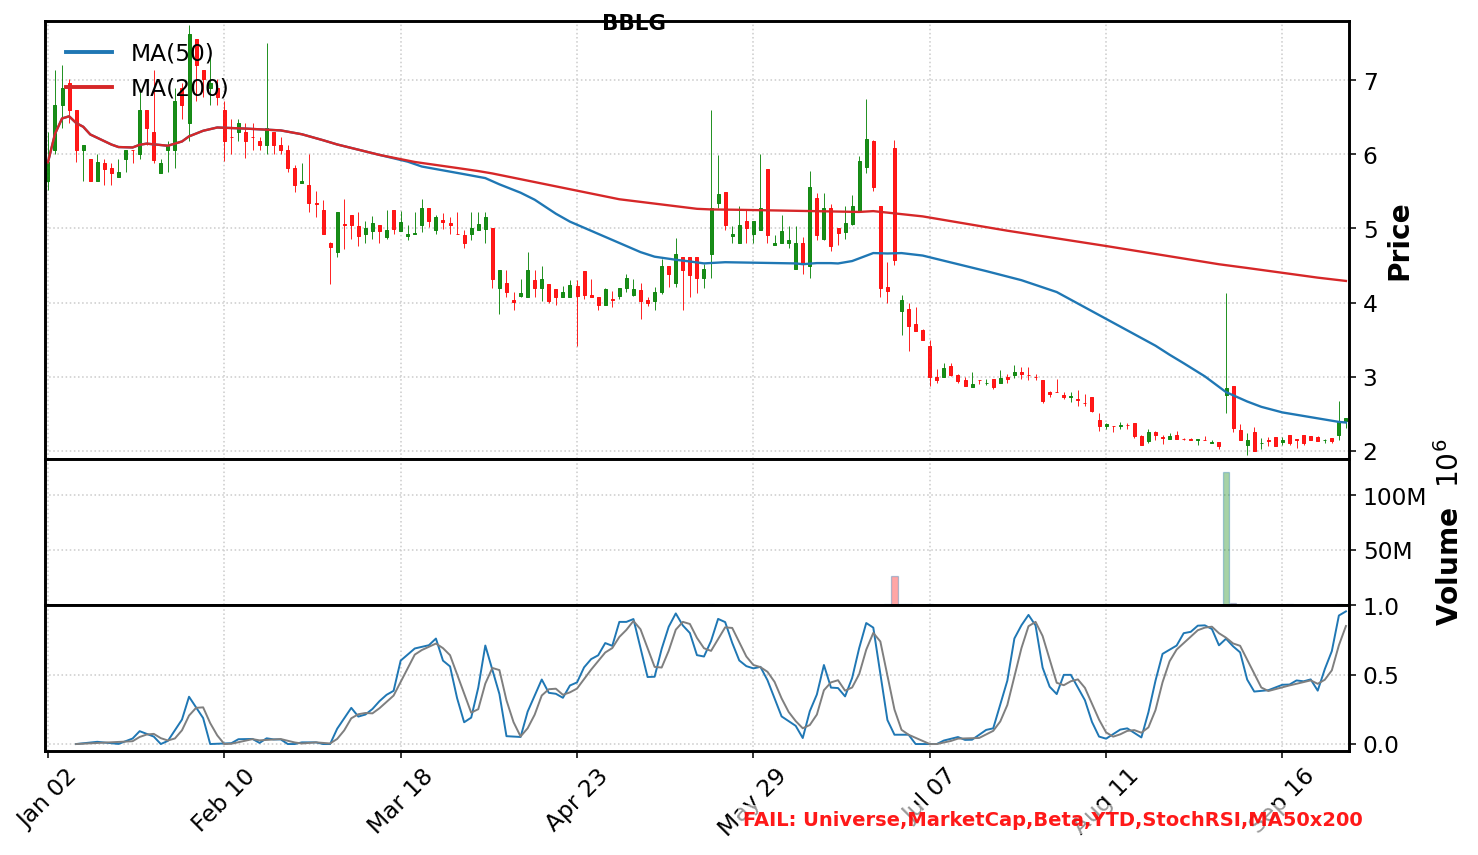 BBLG
MA(50)
MA(200)
7
6
5
4
3
2
Price
100M
50M
Volume 10^6
1.0
0.5
0.0
Jan 02
Feb 10
Mar 18
Apr 23
May 29
Jul 07
Aug 11
Sep 16
FAIL: Universe,MarketCap,Beta,YTD,StochRSI,MA50x200